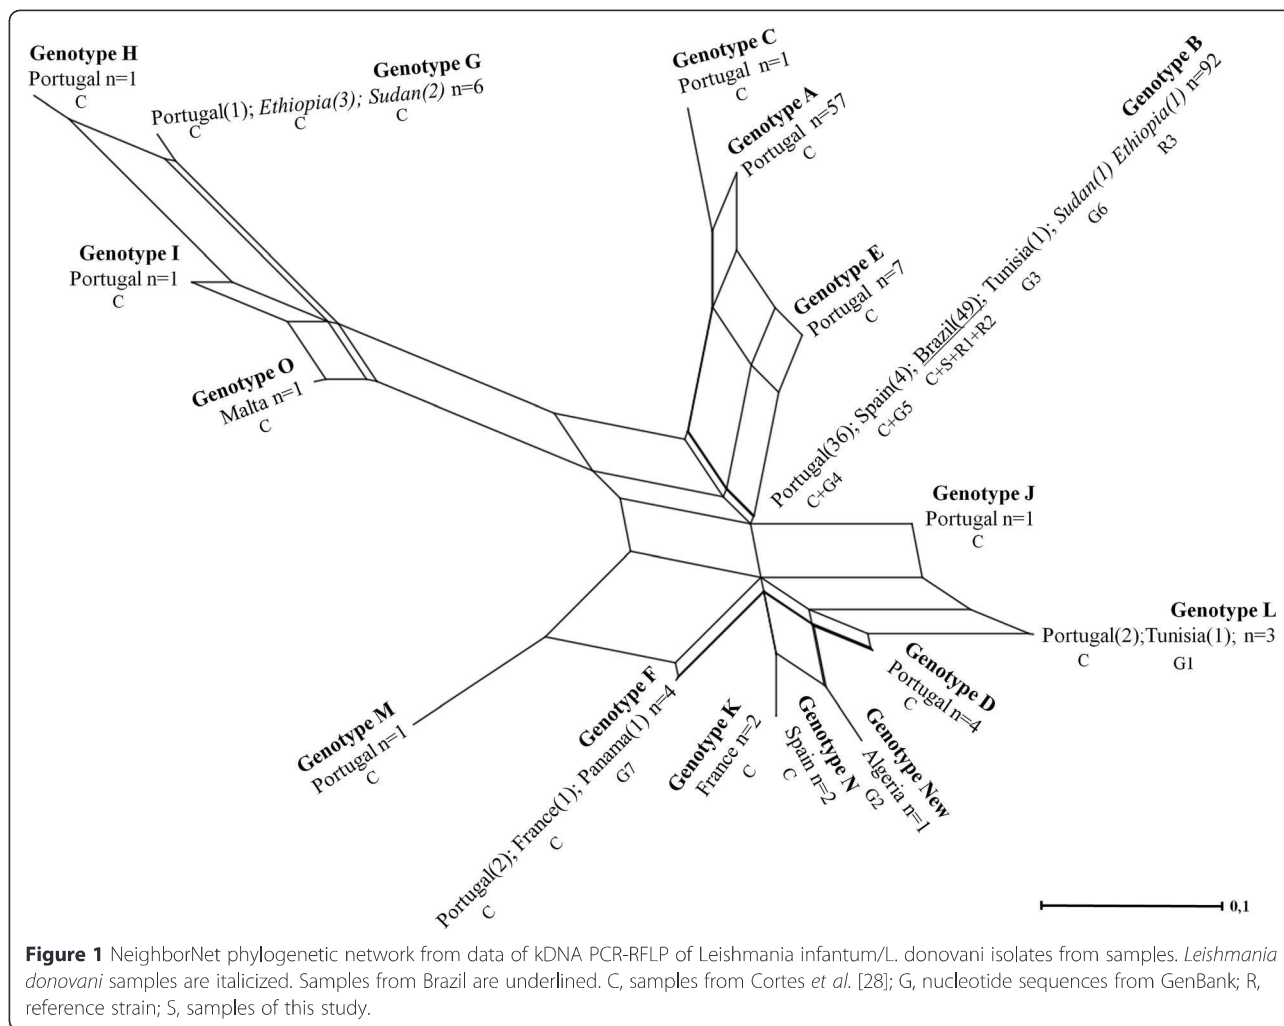 Genotype H
Portugal n=1
C
Genotype G
Portugal(1); Ethiopia(3); Sudan(2) n=6
C C C
Genotype C
Portugal n=1
C
Genotype A
Portugal n=57
C
Genotype B
Portugal(36); Spain(4); Brazil(49); Tunisia(1); Sudan(1) Ethiopia(1) n=92
C+G4 C+G5 C+S+R1+R2 G3 G6 R3
Genotype I
Portugal n=1
C
Genotype E
Portugal n=7
C
Genotype O
Malta n=1
C
Genotype J
Portugal n=1
C
Genotype L
Portugal(2);Tunisia(1); n=3
C G1
Genotype D
Portugal n=4
C
Genotype M
Portugal n=1
C
Genotype F
Portugal(2); France(1); Panama(1) n=4
C C G7
Genotype K
France n=2
C
Genotype N
Spain n=2
C
Genotype New
Algeria n=1
G2
0,1
Figure 1 NeighborNet phylogenetic network from data of kDNA PCR-RFLP of Leishmania infantum/L. donovani isolates from samples. Leishmania
donovani samples are italicized. Samples from Brazil are underlined. C, samples from Cortes et al. [28]; G, nucleotide sequences from GenBank; R,
reference strain; S, samples of this study.